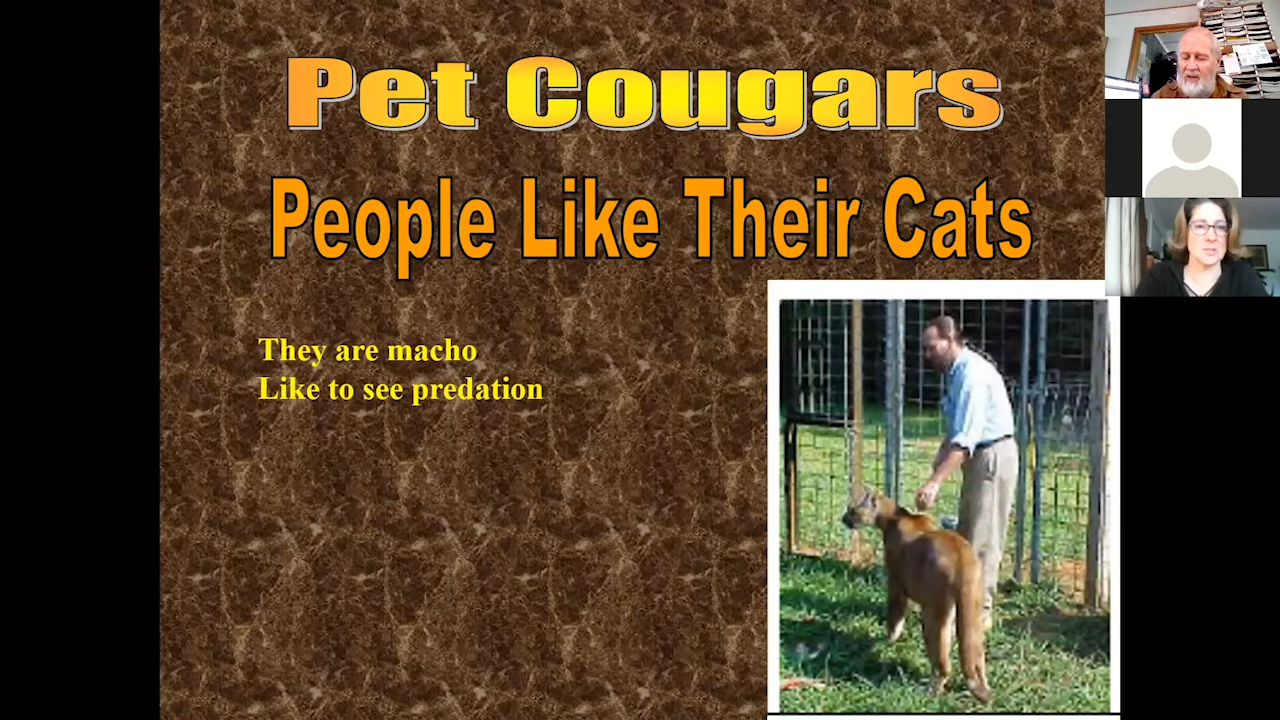 Pet Cougars
People Like Their Cats
They are macho
Like to see predation